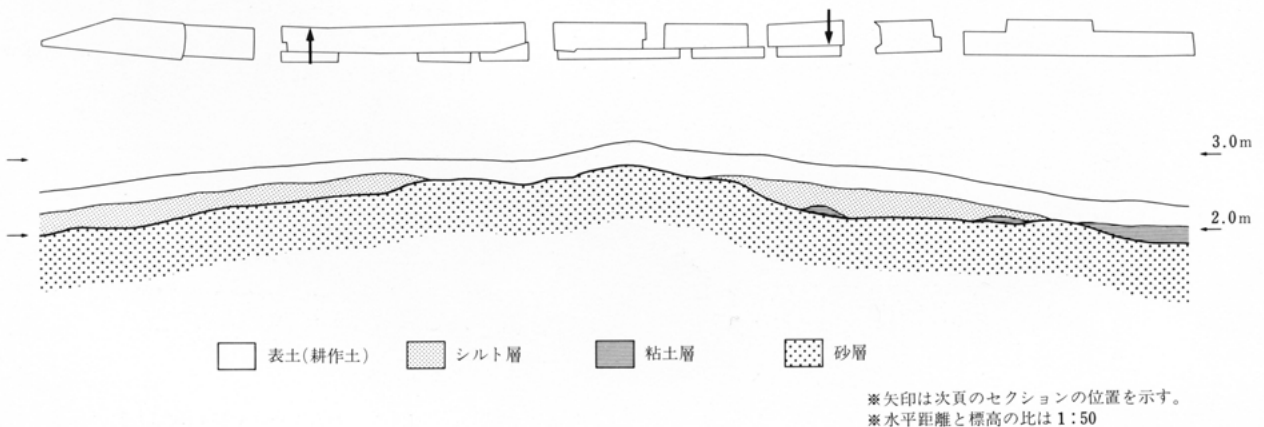 3.0m
2.0m
表土(耕作土) シルト層 粘土層 砂層
※矢印は次頁のセクションの位置を示す。
※水平距離と標高の比は1:50